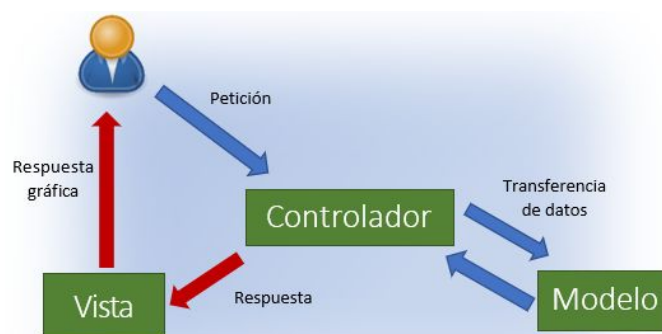 Petición
Respuesta
gráfica
Transferencia
de datos
Controlador
Respuesta
Vista
Modelo